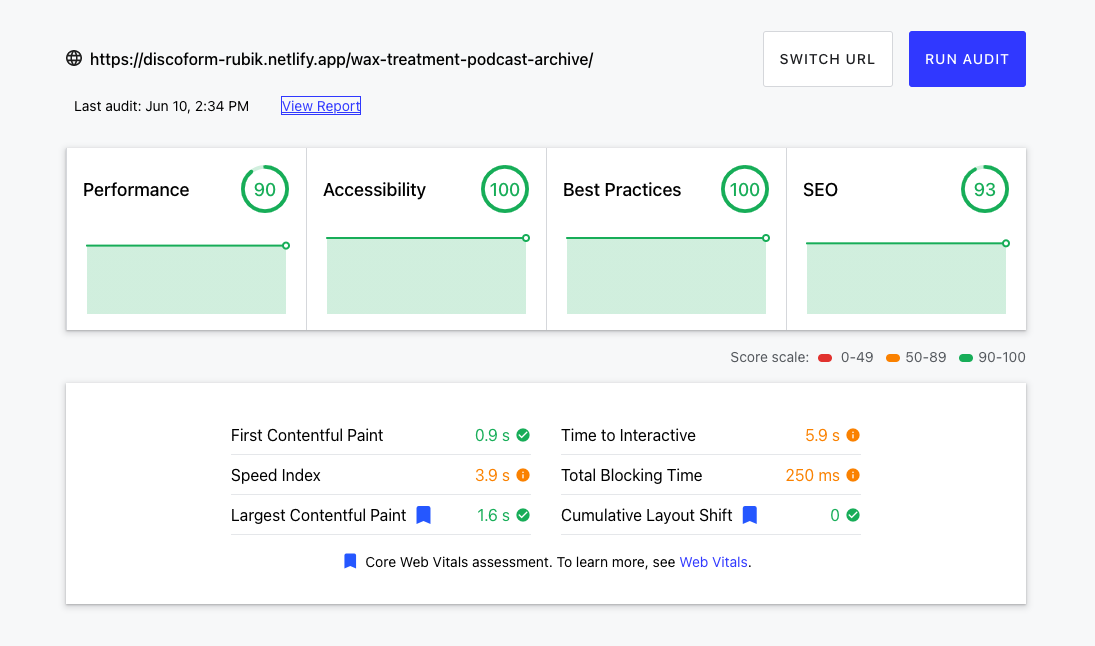 https://discoform-rubik.netlify.app/wax-treatment-podcast-archive/
SWITCH URL
RUN AUDIT
Last audit: Jun 10, 2:34 PM View Report
Performance 90
Accessibility 100
Best Practices 100
SEO 93
Score scale: 0-49 50-89 90-100
First Contentful Paint 0.9 s
Time to Interactive 5.9 s
Speed Index 3.9 s
Total Blocking Time 250 ms
Largest Contentful Paint 1.6 s
Cumulative Layout Shift 0
Core Web Vitals assessment. To learn more, see Web Vitals.